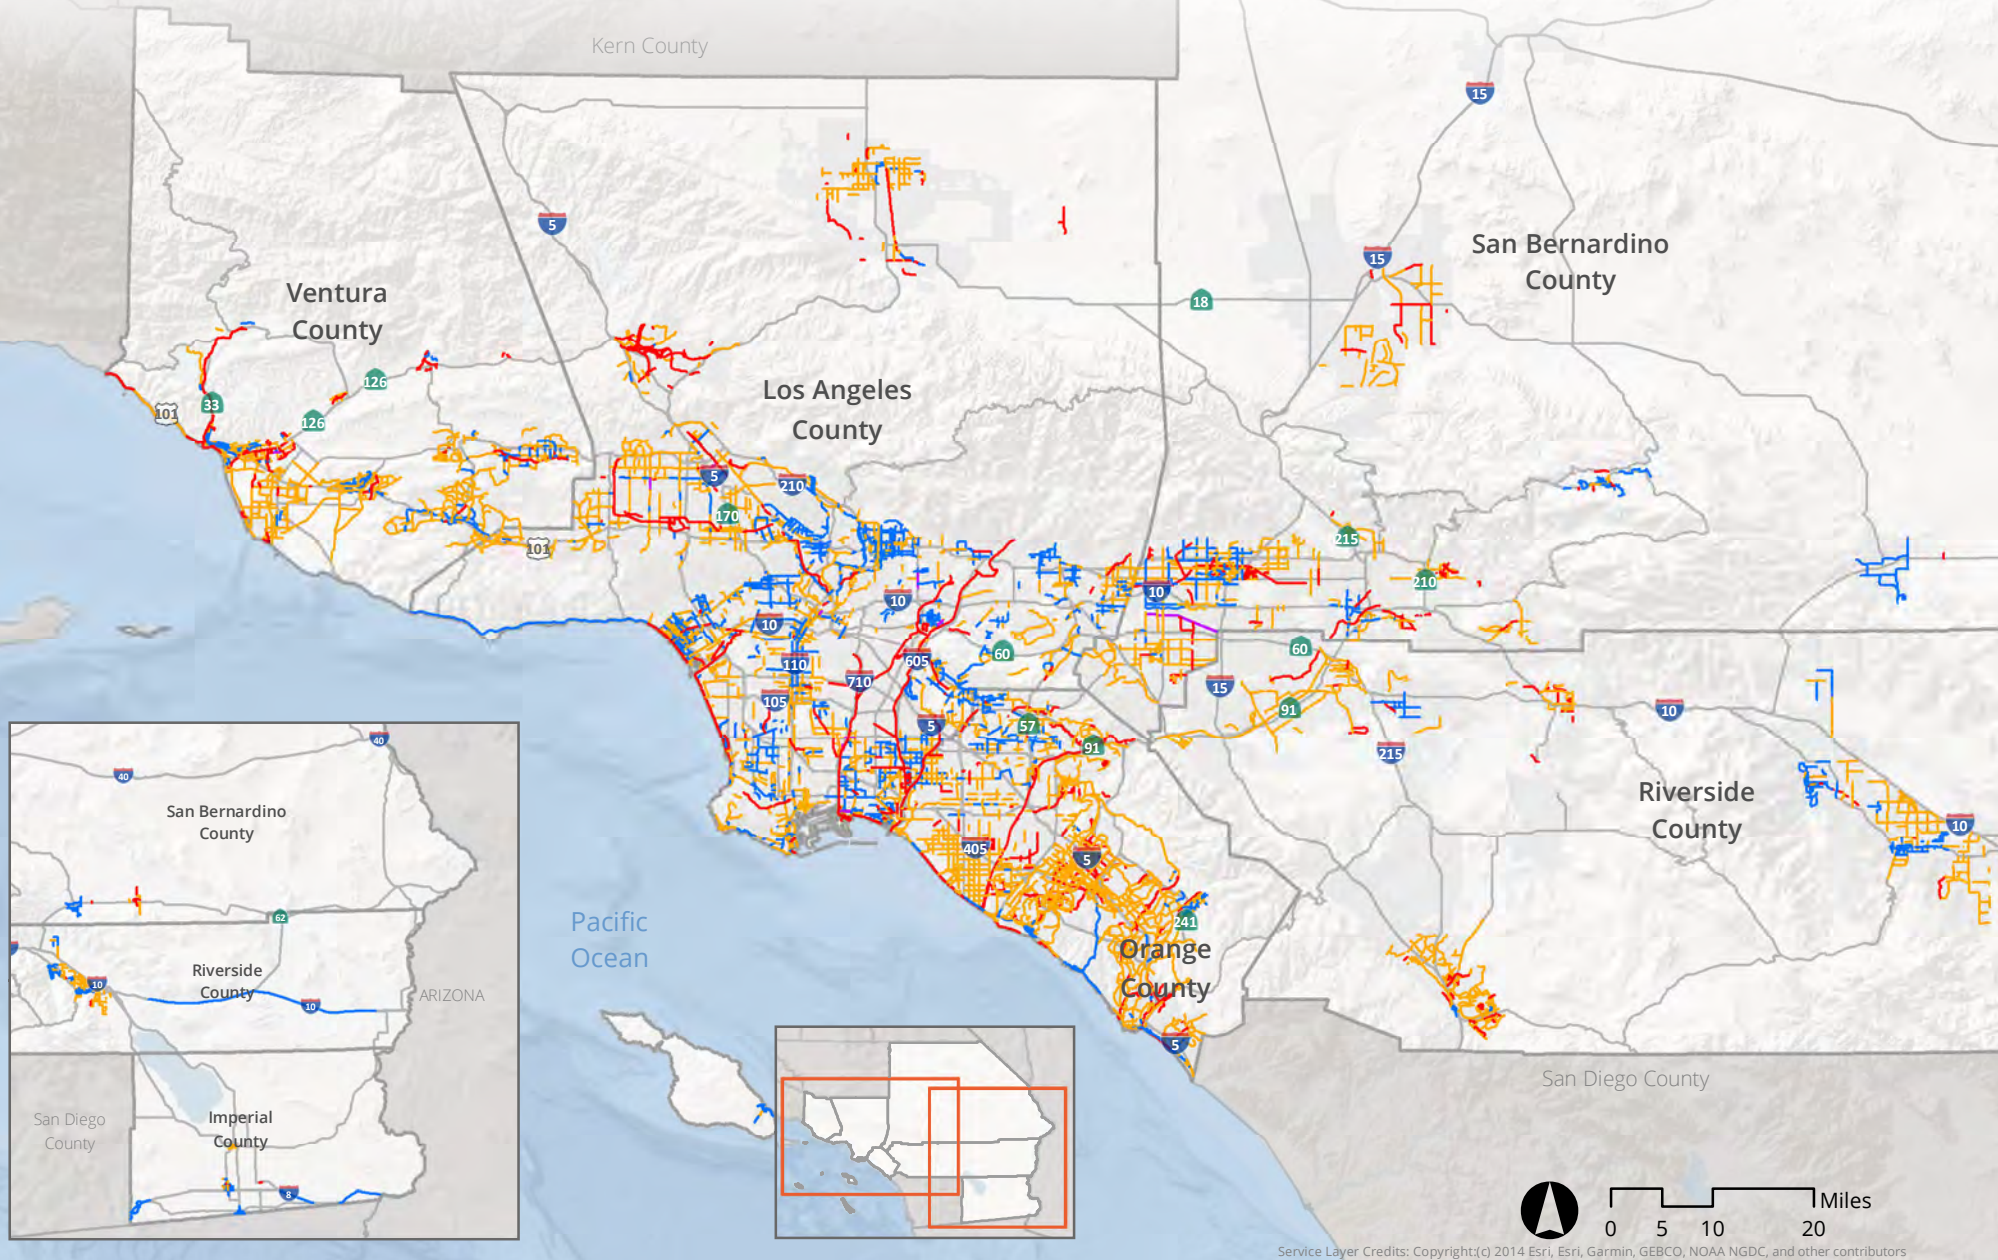 Kern County
15
5
15
San Bernardino
County
18
Ventura
County
126
Los Angeles
County
33
101
126
5
210
170
215
101
210
10
10
10
60
60
110
605
710
15
105
91
10
5
57
91
215
Riverside
County
10
405
5
241
Orange
County
Pacific
Ocean
5
San Diego County
40
40
San Bernardino
County
62
Riverside
County
10
10
ARIZONA
San Diego
County
Imperial
County
8
Miles
0 5 10 20
Service Layer Credits: Copyright:(c) 2014 Esri, Esri, Garmin, GEBCO, NOAA NGDC, and other contributors